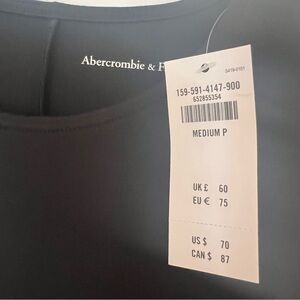 Abercrombie & F
159-591-4147-900
652855354
MEDIUM P
UK £ 60
EU € 75
US $ 70
CAN $ 87